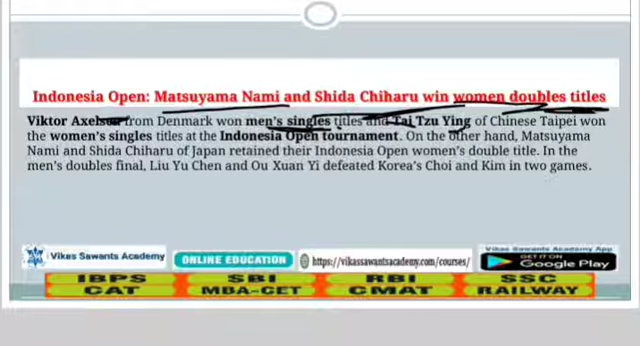 Indonesia Open: Matsuyama Nami and Shida Chiharu win women doubles titles
Viktor Axelsen from Denmark won men's singles titles and Tai Tzu Ying of Chinese Taipei won
the women's singles titles at the Indonesia Open tournament. On the other hand, Matsuyama
Nami and Shida Chiharu of Japan retained their Indonesia Open women's double title. In the
men's doubles final, Liu Yu Chen and Ou Xuan Yi defeated Korea's Choi and Kim in two games.
Vikas Sawants Academy App
Vikas Sawants Academy
ONLINE EDUCATION
https://vikassawantsacademy.com/courses/
GET IT ON
Google Play
IBPS SBI RBI SSC
CAT MBA-CET CMAT RAILWAY